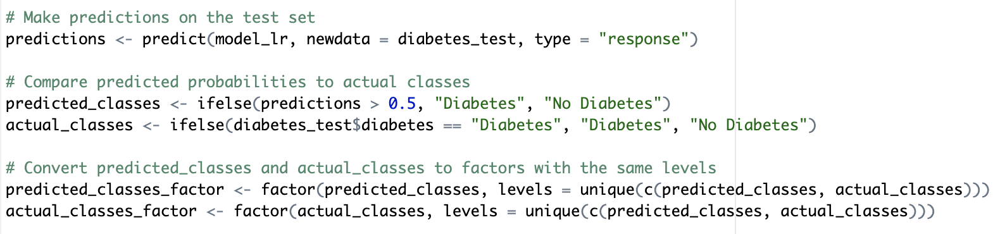 # Make predictions on the test set
predictions <- predict(model_lr, newdata = diabetes_test, type = "response")
# Compare predicted probabilities to actual classes
predicted_classes <- ifelse(predictions > 0.5, "Diabetes", "No Diabetes")
actual_classes <- ifelse(diabetes_test$diabetes == "Diabetes", "Diabetes", "No Diabetes")
# Convert predicted_classes and actual_classes to factors with the same levels
predicted_classes_factor <- factor(predicted_classes, levels = unique(c(predicted_classes, actual_classes)))
actual_classes_factor <- factor(actual_classes, levels = unique(c(predicted_classes, actual_classes)))